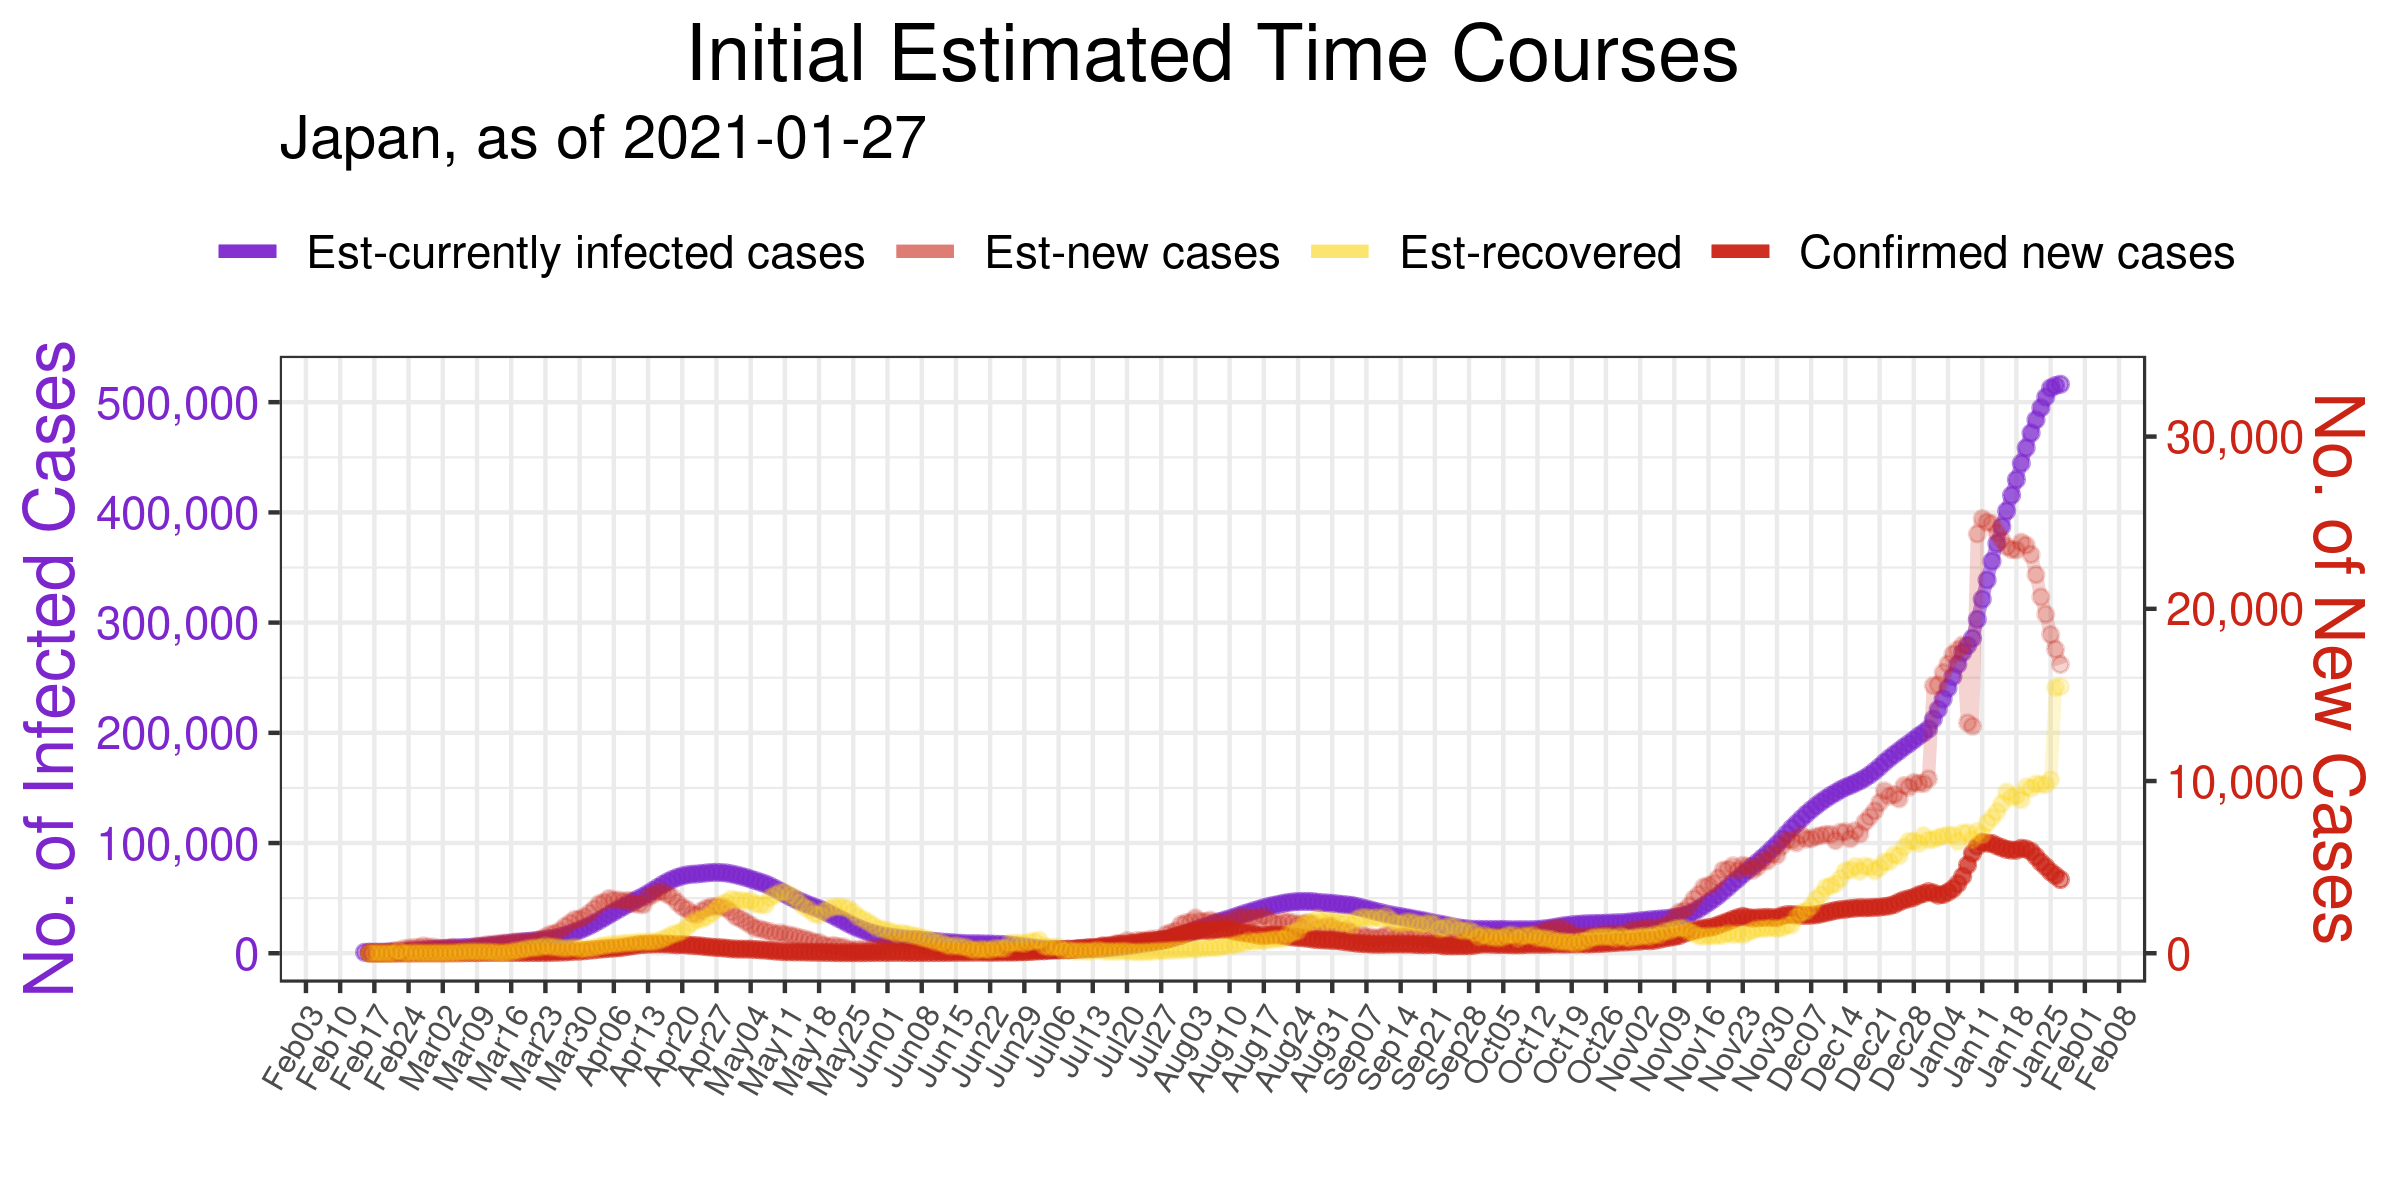 Initial Estimated Time Courses
Japan, as of 2021-01-27
Est-currently infected cases Est-new cases Est-recovered Confirmed new cases
No. of Infected Cases
500,000
400,000
300,000
200,000
100,000
0
30,000
20,000
10,000
0
No. of New Cases
Feb03 Feb10 Feb17 Feb24 Mar02 Mar09 Mar16 Mar23 Mar30 Apr06 Apr13 Apr20 Apr27 May04 May11 May18 May25 Jun01 Jun08 Jun15 Jun22 Jun29 Jul06 Jul13 Jul20 Jul27 Aug03 Aug10 Aug17 Aug24 Aug31 Sep07 Sep14 Sep21 Sep28 Oct05 Oct12 Oct19 Oct26 Nov02 Nov09 Nov16 Nov23 Nov30 Dec07 Dec14 Dec21 Dec28 Jan04 Jan11 Jan18 Jan25 Feb01 Feb08